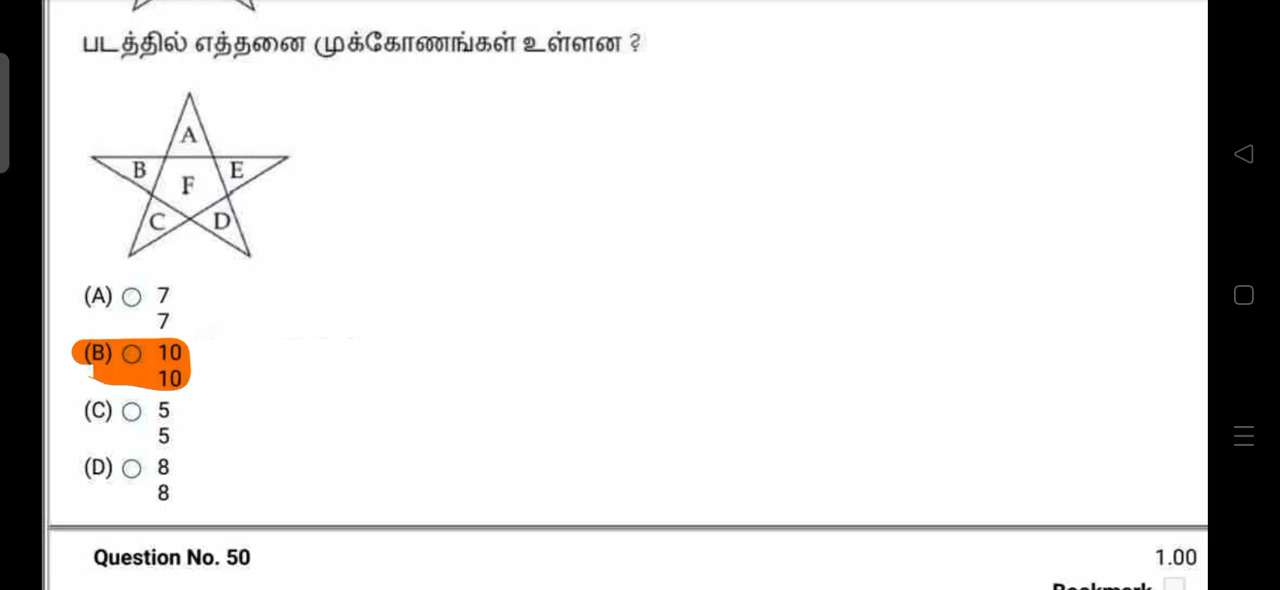 படத்தில் எத்தனை முக்கோணங்கள் உள்ளன ?
A
B
E
F
C
D
(A) 7
7
(B) 10
10
(C) 5
5
(D) 8
8
Question No. 50
1.00
Bookmark